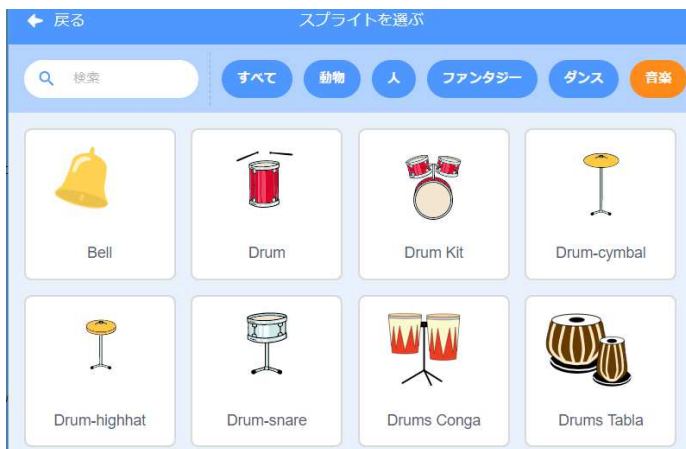 戻る スプライトを選ぶ
検索 すべて 動物 人 ファンタジー ダンス 音楽
Bell Drum Drum Kit Drum-cymbal
Drum-highhat Drum-snare Drums Conga Drums Tabla